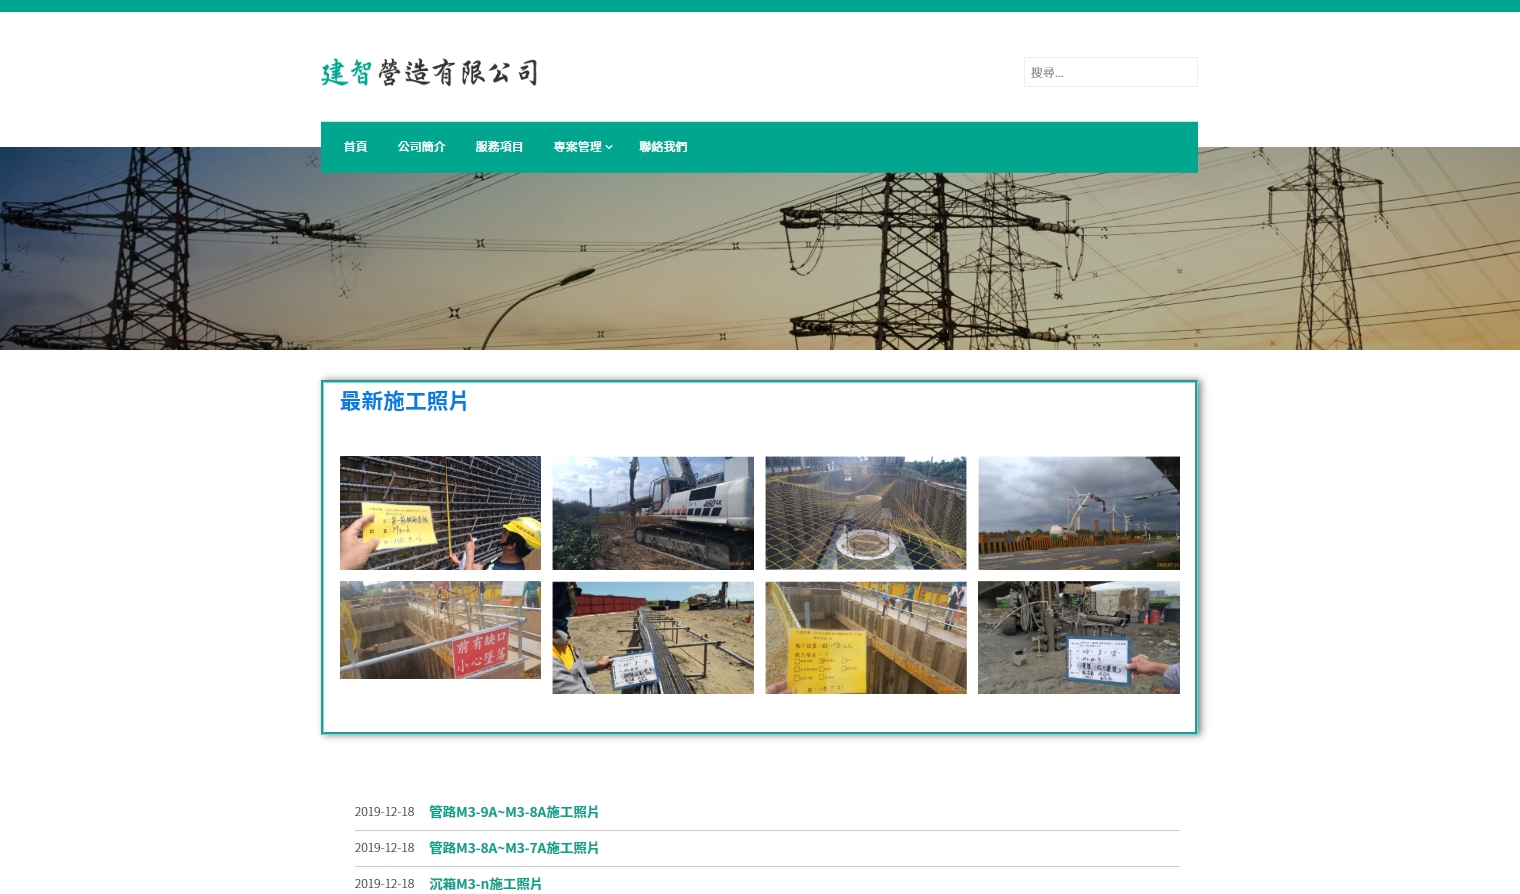 建智營造有限公司
搜尋...
首頁 公司簡介 服務項目 專案管理 聯絡我們
最新施工照片
前有缺口
小心墜落
2019-12-18 管路M3-9A~M3-8A施工照片
2019-12-18 管路M3-8A~M3-7A施工照片
2019-12-18 沉箱M3-n施工照片